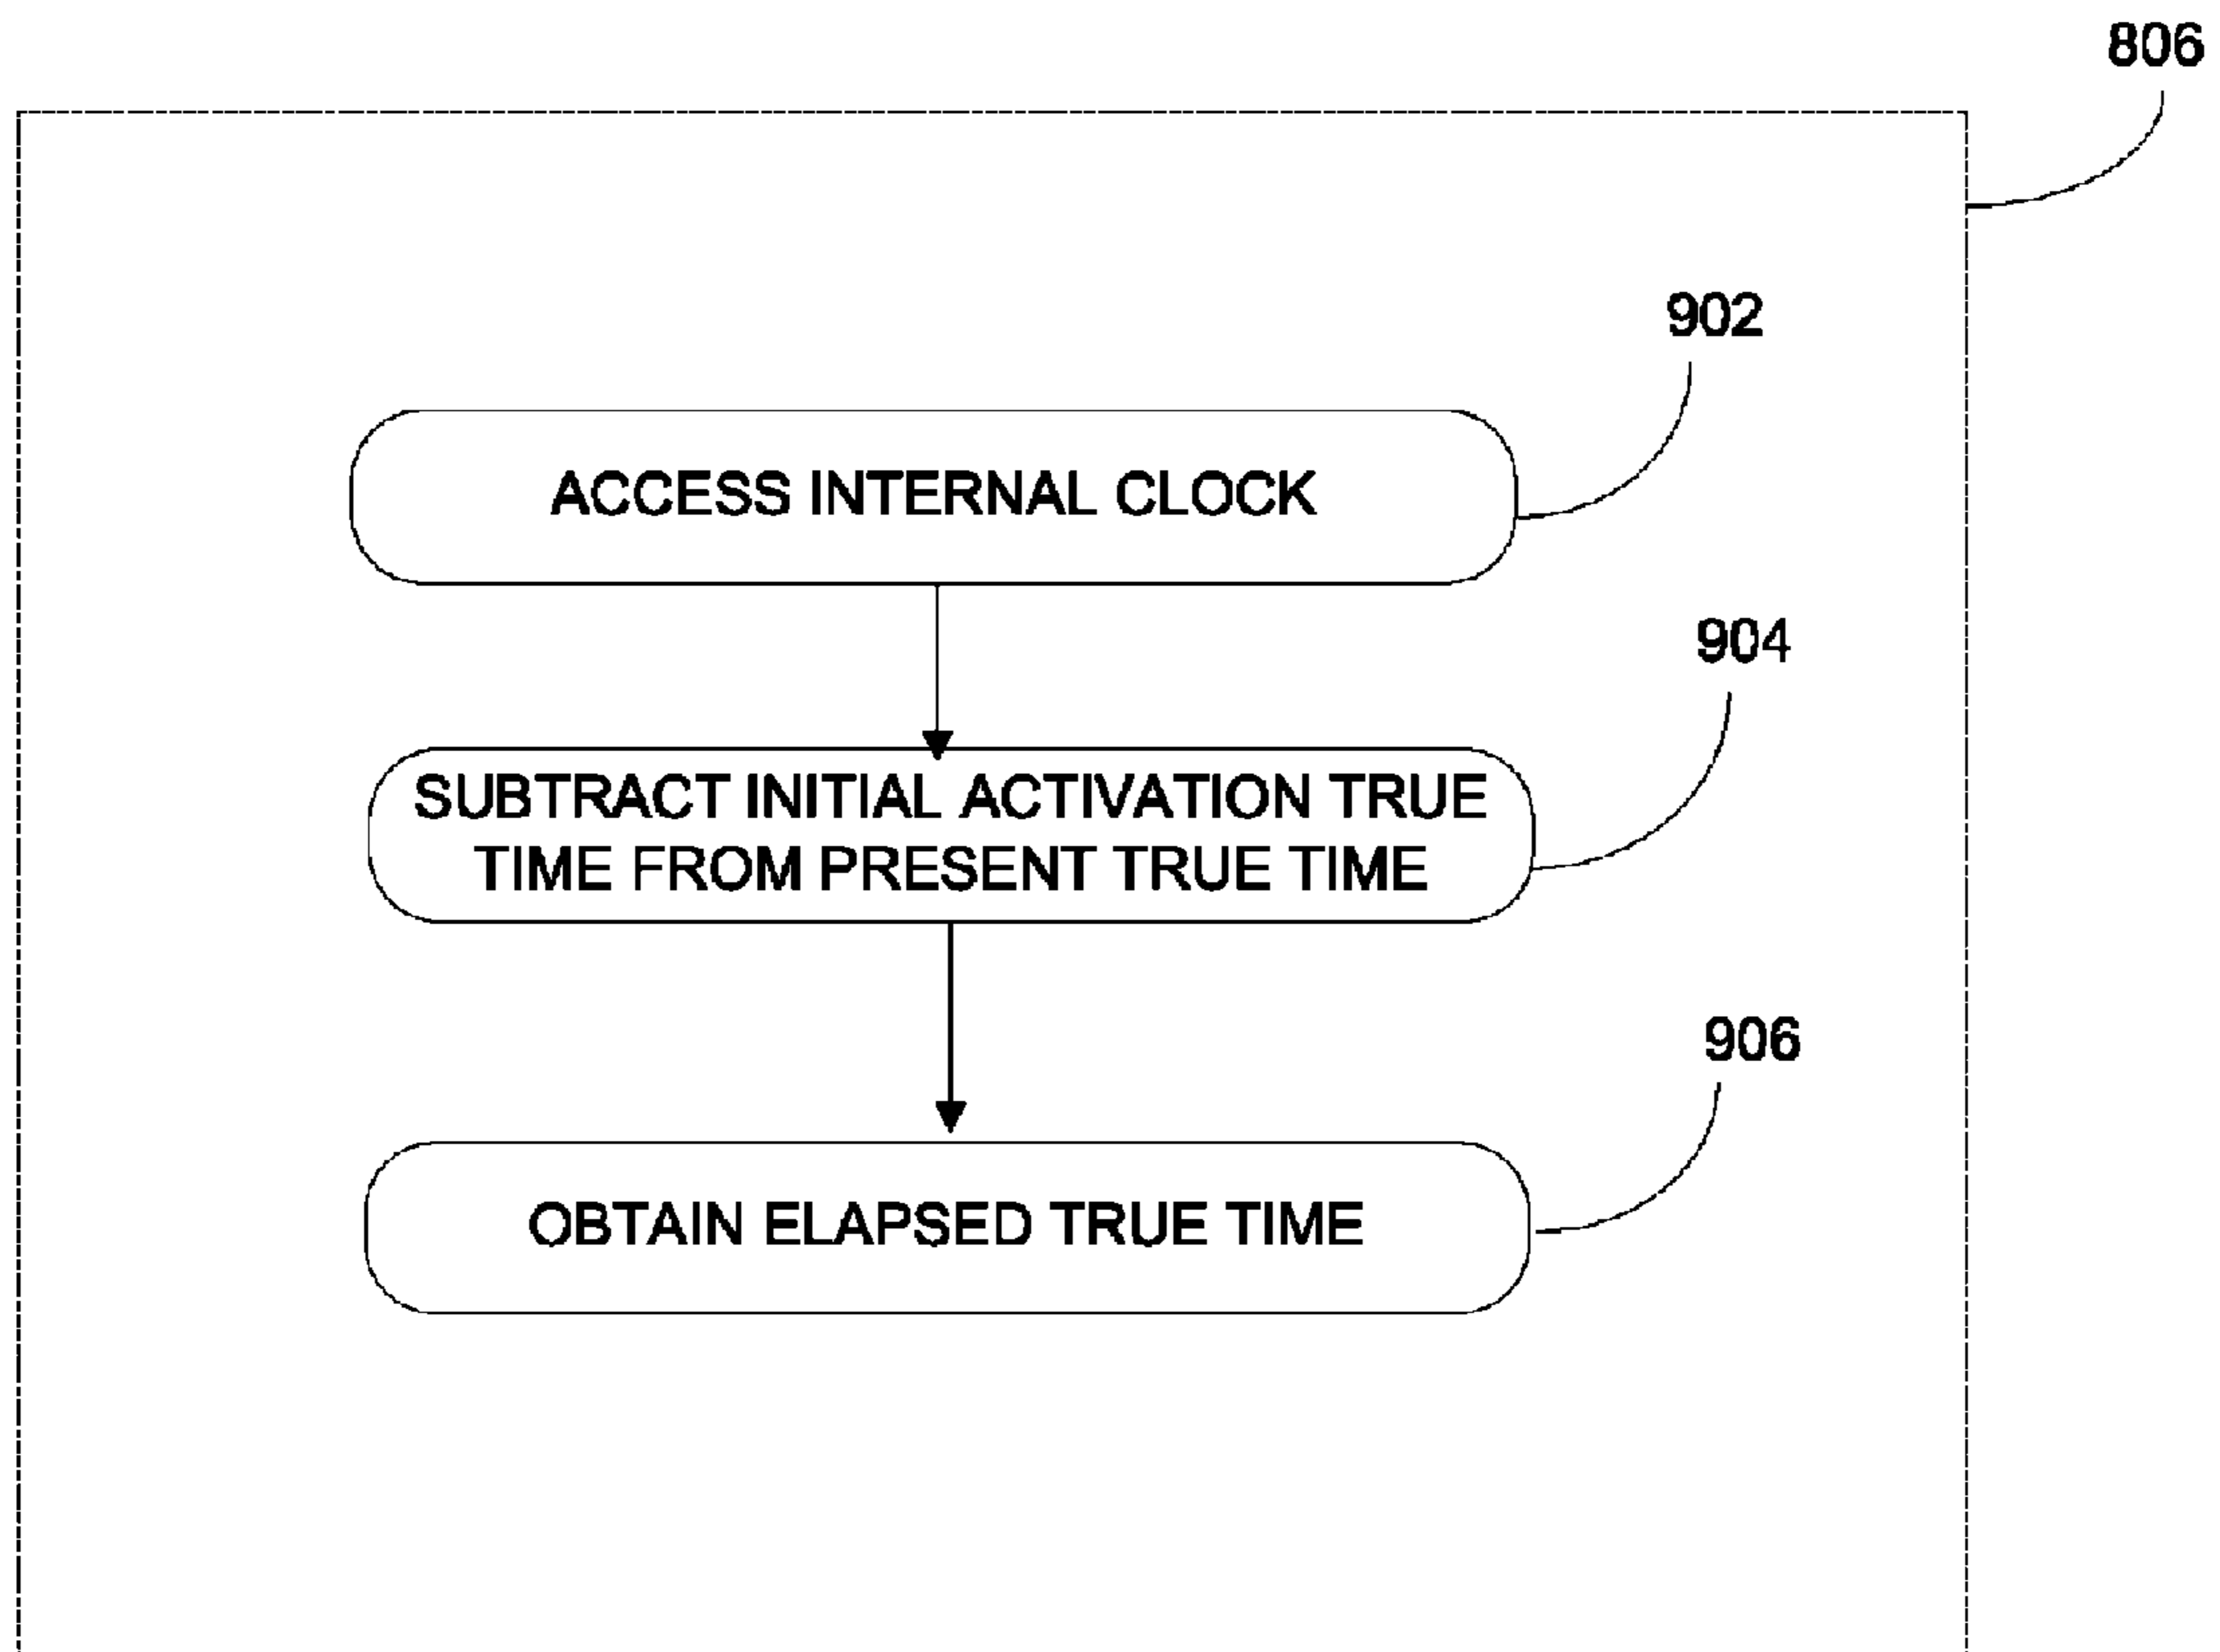 806
902
ACCESS INTERNAL CLOCK
904
SUBTRACT INITIAL ACTIVATION TRUE
TIME FROM PRESENT TRUE TIME
906
OBTAIN ELAPSED TRUE TIME